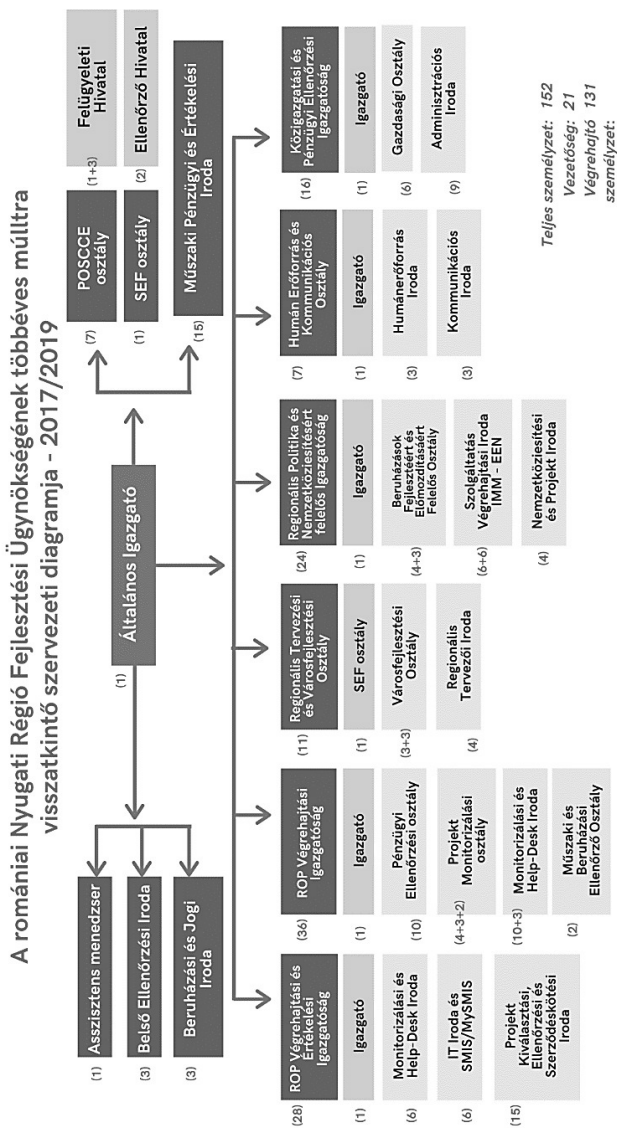 A romániai Nyugati Régió Fejlesztési Ügynökségének többéves múlltra
visszatkintő szervezeti diagramja - 2017/2019
Általános Igazgató
(1)
Asszisztens menedzser
(1)
Belső Ellenőrzési Iroda
(3)
Beruházási és Jogi
Iroda
(3)
POSCCE
osztály
(7)
SEF osztály
(1)
Műszaki Pénzügyi és Értékelési
Iroda
(15)
Felügyeleti
Hivatal
(1+3)
Ellenőrző Hivatal
(2)
ROP Végrehajtási és
Értékelési
Igazgatóság
(28)
Igazgató
(1)
Monitorizálási és
Help-Desk Iroda
(6)
IT Iroda és
SMIS/MySMIS
(6)
Projekt
Kiválasztási,
Ellenőrzési és
Szerződéskötési
Iroda
(15)
ROP Végrehajtási
Igazgatóság
(36)
Igazgató
(1)
Pénzügyi
Ellenőrzési osztály
(10)
Projekt
Monitorizálási
osztály
(4+3+2)
Monitorizálási és
Help-Desk Iroda
(10+3)
Műszaki és
Beruházási
Ellenőrző Osztály
(2)
Regionális Tervezési
és Városfejlesztési
Osztály
(11)
SEF osztály
(1)
Városfejlesztési
Osztály
(3+3)
Regionális
Tervezői Iroda
(4)
Regionális Politika és
Nemzetköziesítésért
felelős Igazgatóság
(24)
Igazgató
(1)
Beruházások
Fejlesztéért és
Előmozdításáért
Felelős Osztály
(4+3)
Szolgáltatás
Végrehajtási Iroda
IMM - EEN
(6+6)
Nemzetköziesítési
és Projekt Iroda
(4)
Humán Erőforrás és
Kommunikációs
Osztály
(7)
Igazgató
(1)
Humánerőforrás
Iroda
(3)
Kommunikációs
Iroda
(3)
Közigazgatási és
Pénzügyi Ellenőrzési
Igazgatóság
(16)
Igazgató
(1)
Gazdasági Osztály
(6)
Adminisztrációs
Iroda
(9)
Teljes személyzet: 152
Vezetőség: 21
Végrehajtó 131
személyzet: